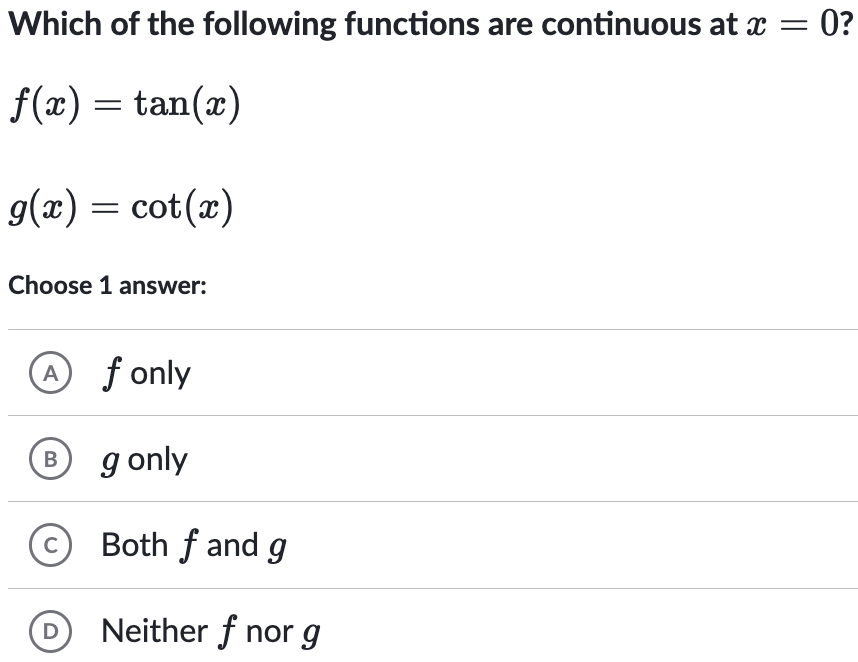 Which of the following functions are continuous at x = 0?
f(x) = tan(x)
g(x) = cot(x)
Choose 1 answer:
A f only
B g only
C Both f and g
D Neither f nor g